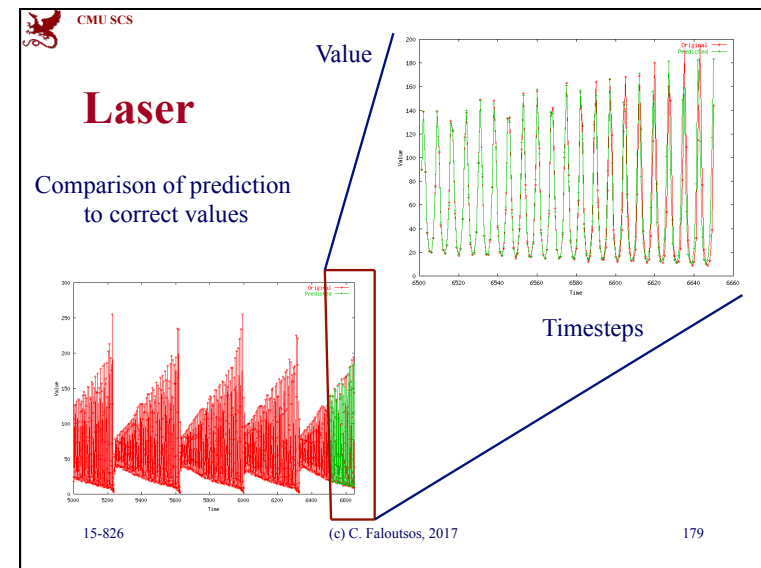 CMU SCS
Laser
Comparison of prediction
to correct values
Value
Original
Predicted
200
180
160
140
120
100
80
60
40
20
0
Value
6500 6520 6540 6560 6580 6600 6620 6640 6660
Time
Timesteps
Original
Predicted
300
250
200
150
100
50
0
Value
5000 5200 5400 5600 5800 6000 6200 6400 6600
Time
15-826 (c) C. Faloutsos, 2017 179